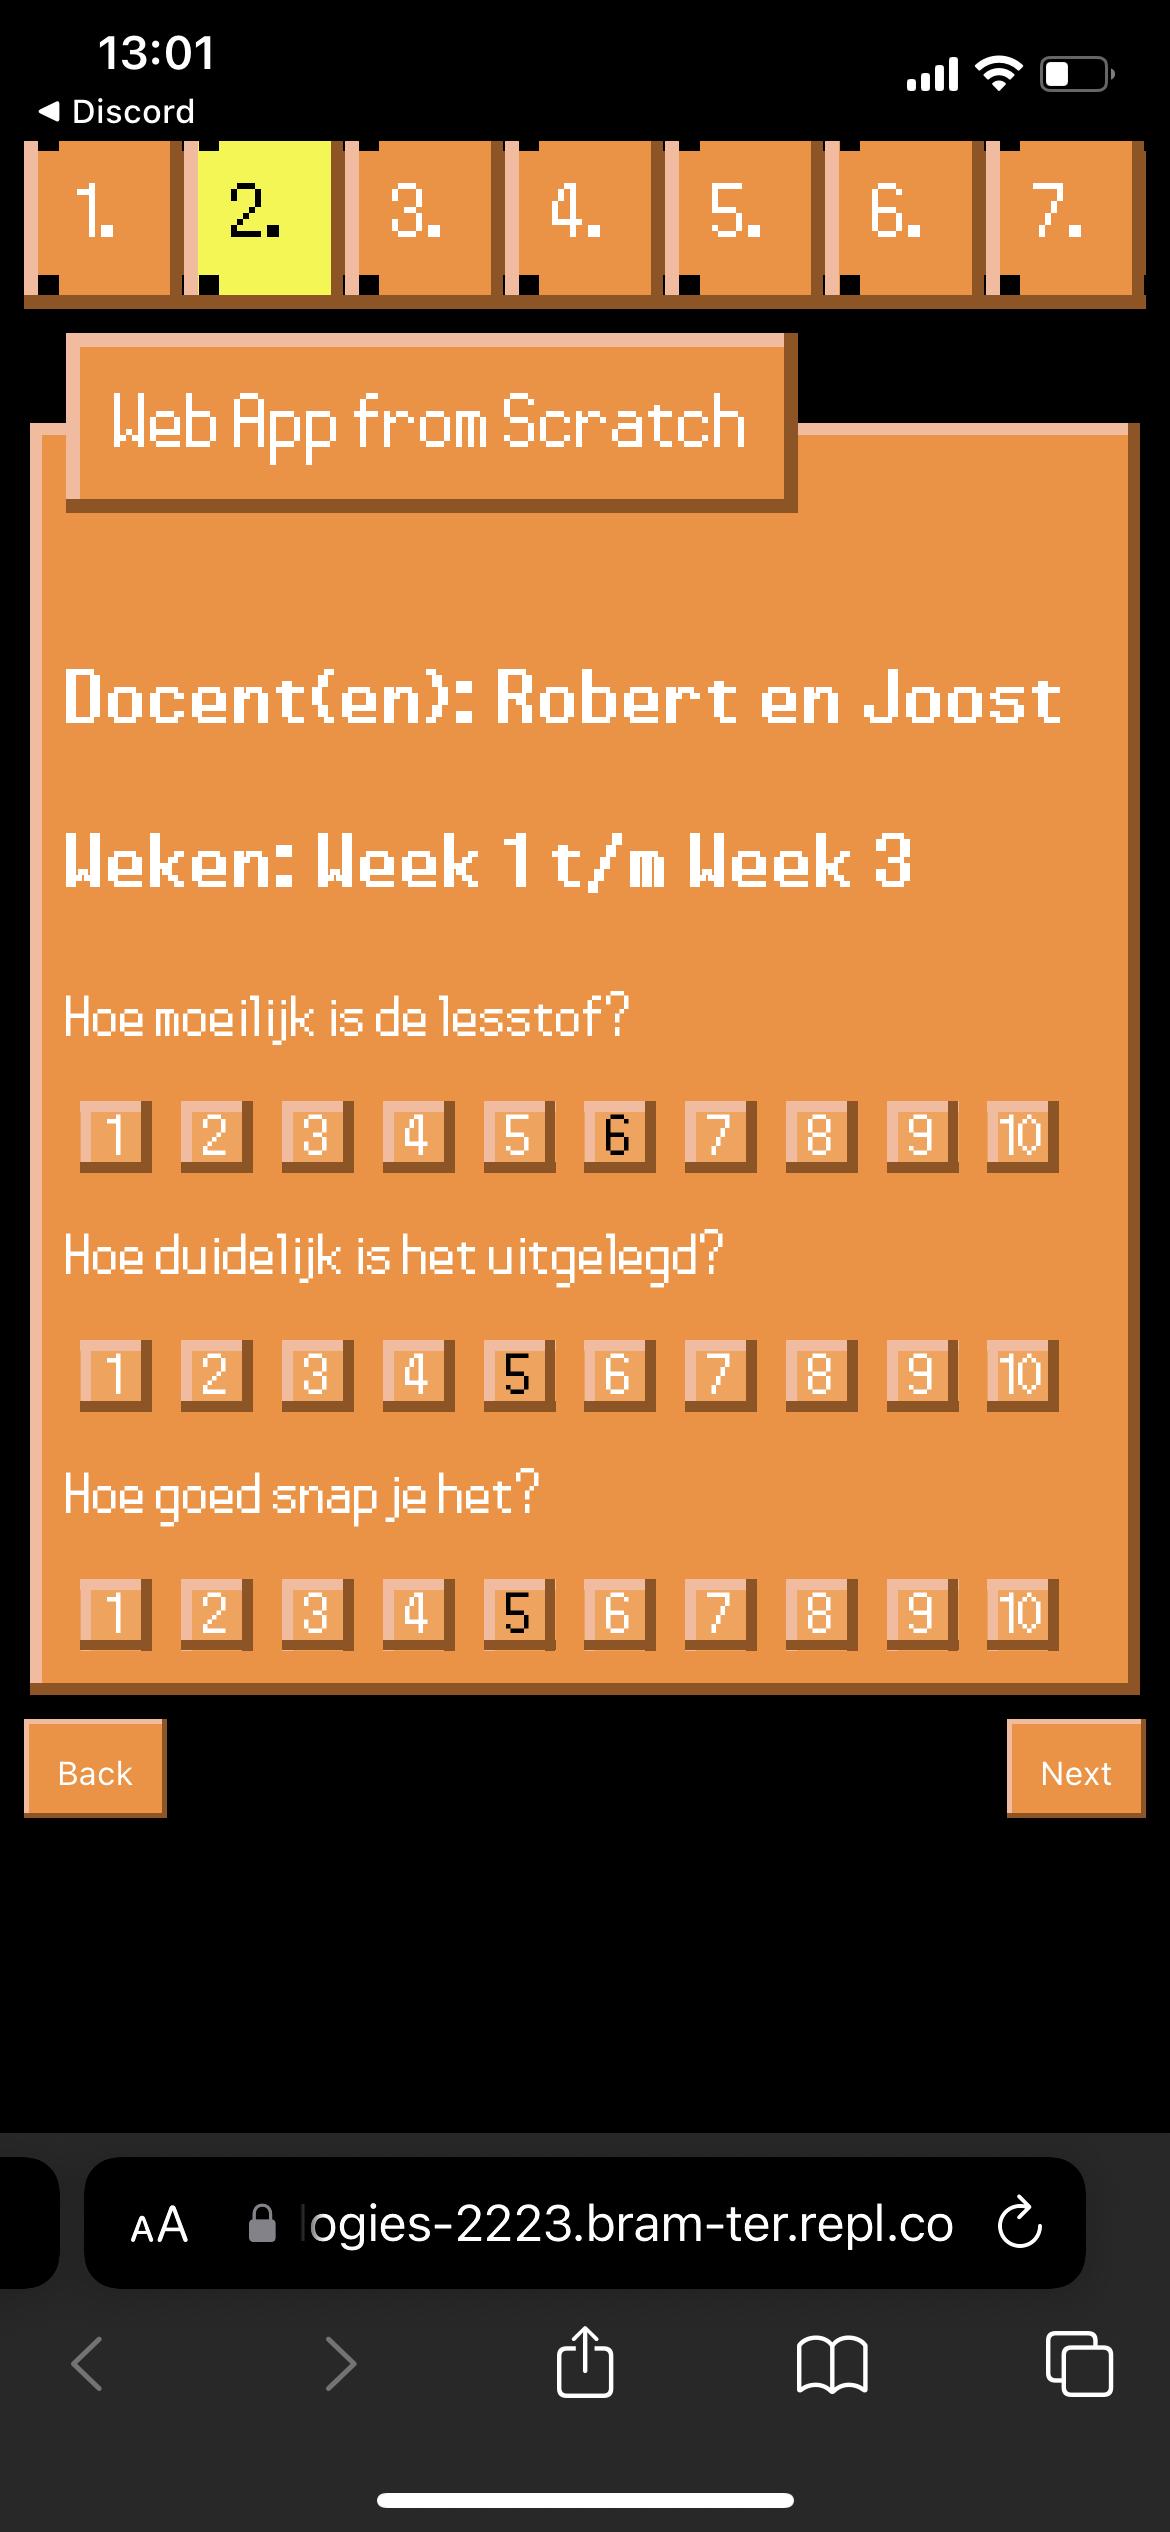 13:01
Discord
1. 2. 3. 4. 5. 6. 7.
Web App from Scratch
Docent(en): Robert en Joost
Weken: Week 1 t/m Week 3
Hoe moeilijk is de lesstof?
1 2 3 4 5 6 7 8 9 10
Hoe duidelijk is het uitgelegd?
1 2 3 4 5 6 7 8 9 10
Hoe goed snap je het?
1 2 3 4 5 6 7 8 9 10
Back Next
AA logies-2223.bram-ter.repl.co